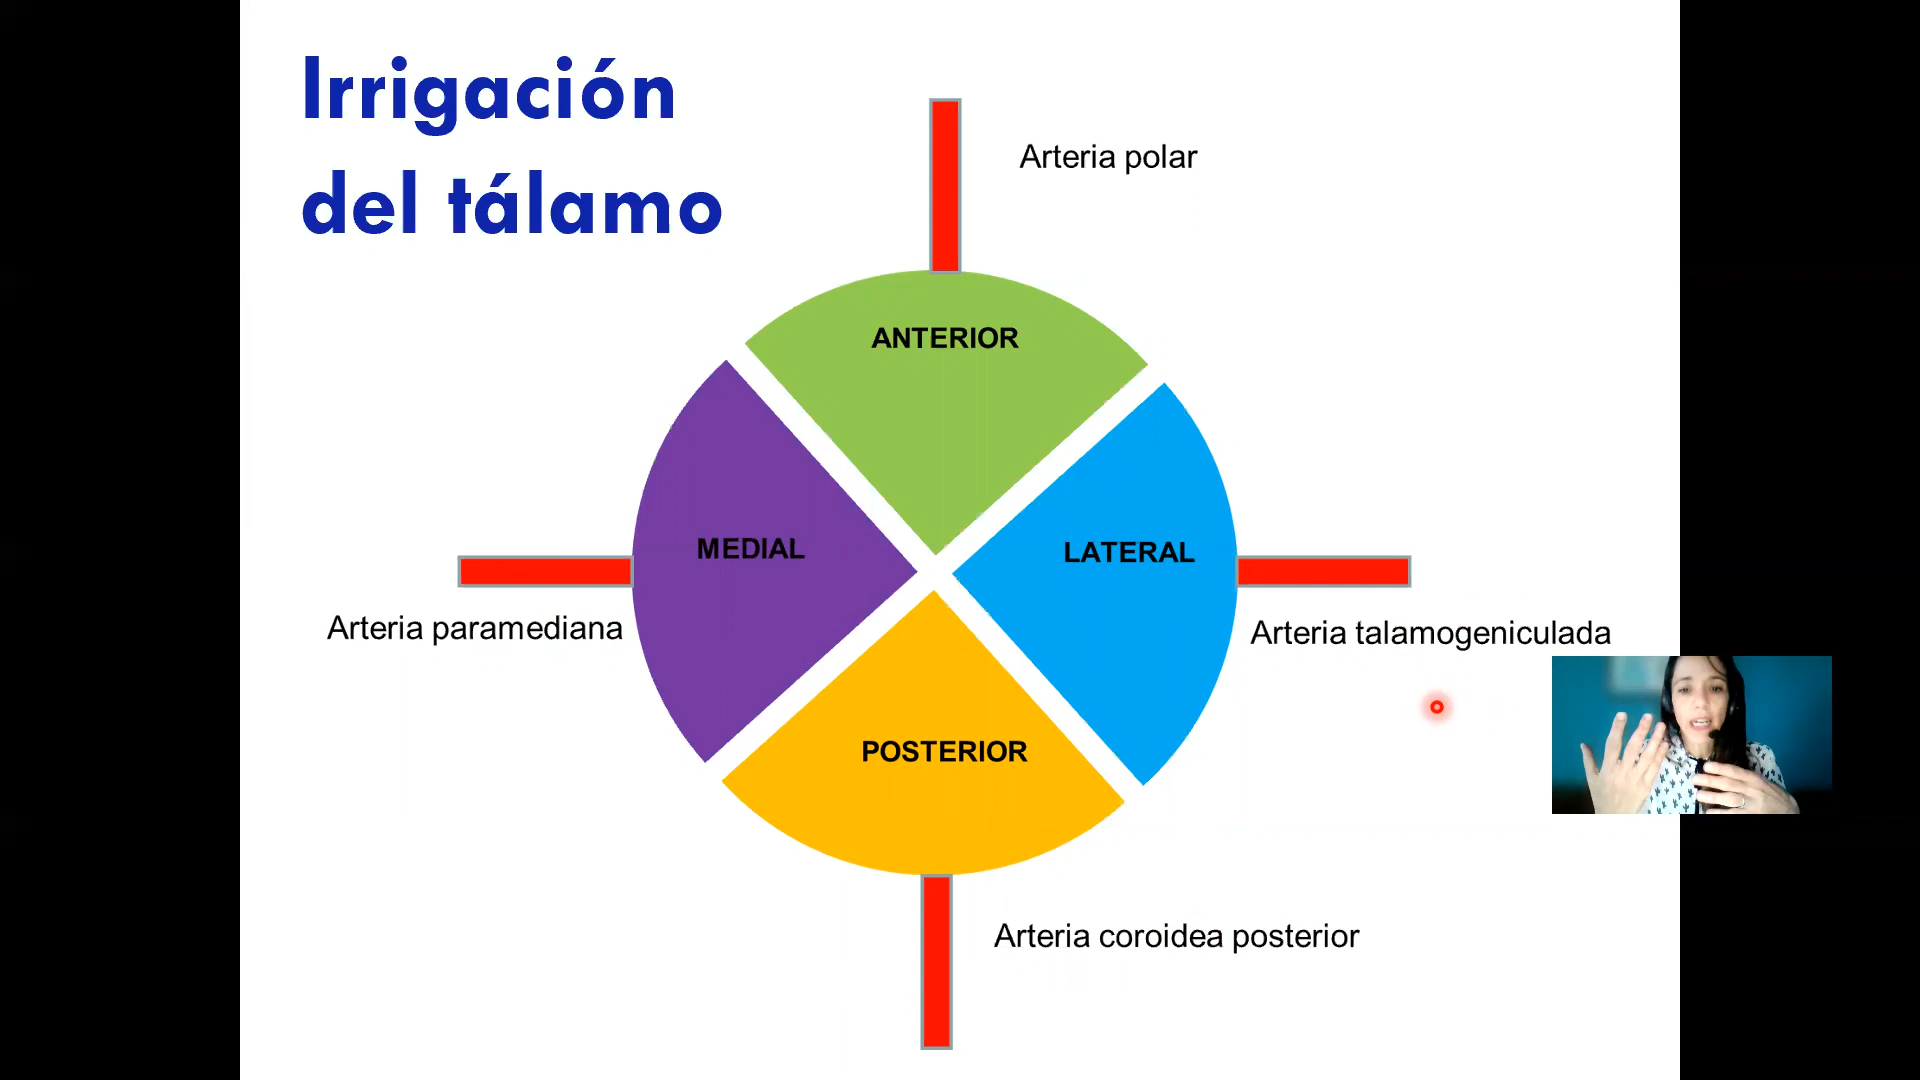 Irrigación
del tálamo
Arteria polar
ANTERIOR
MEDIAL
LATERAL
Arteria paramediana
Arteria talamogeniculada
POSTERIOR
Arteria coroidea posterior